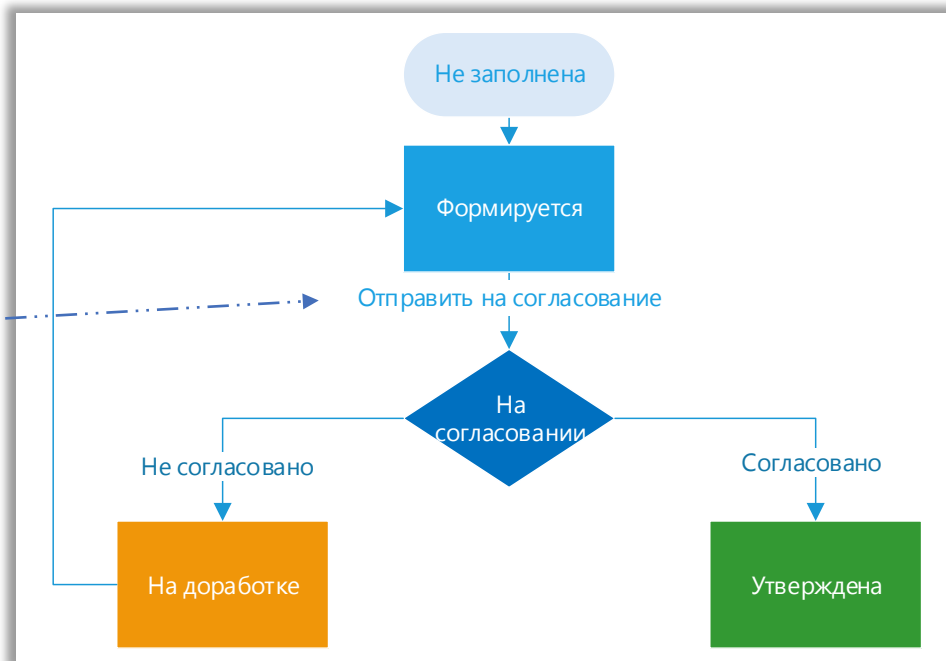 Не заполнена
Формируется
Отправить на согласование
На
согласовании
Не согласовано
Согласовано
На доработке
Утверждена